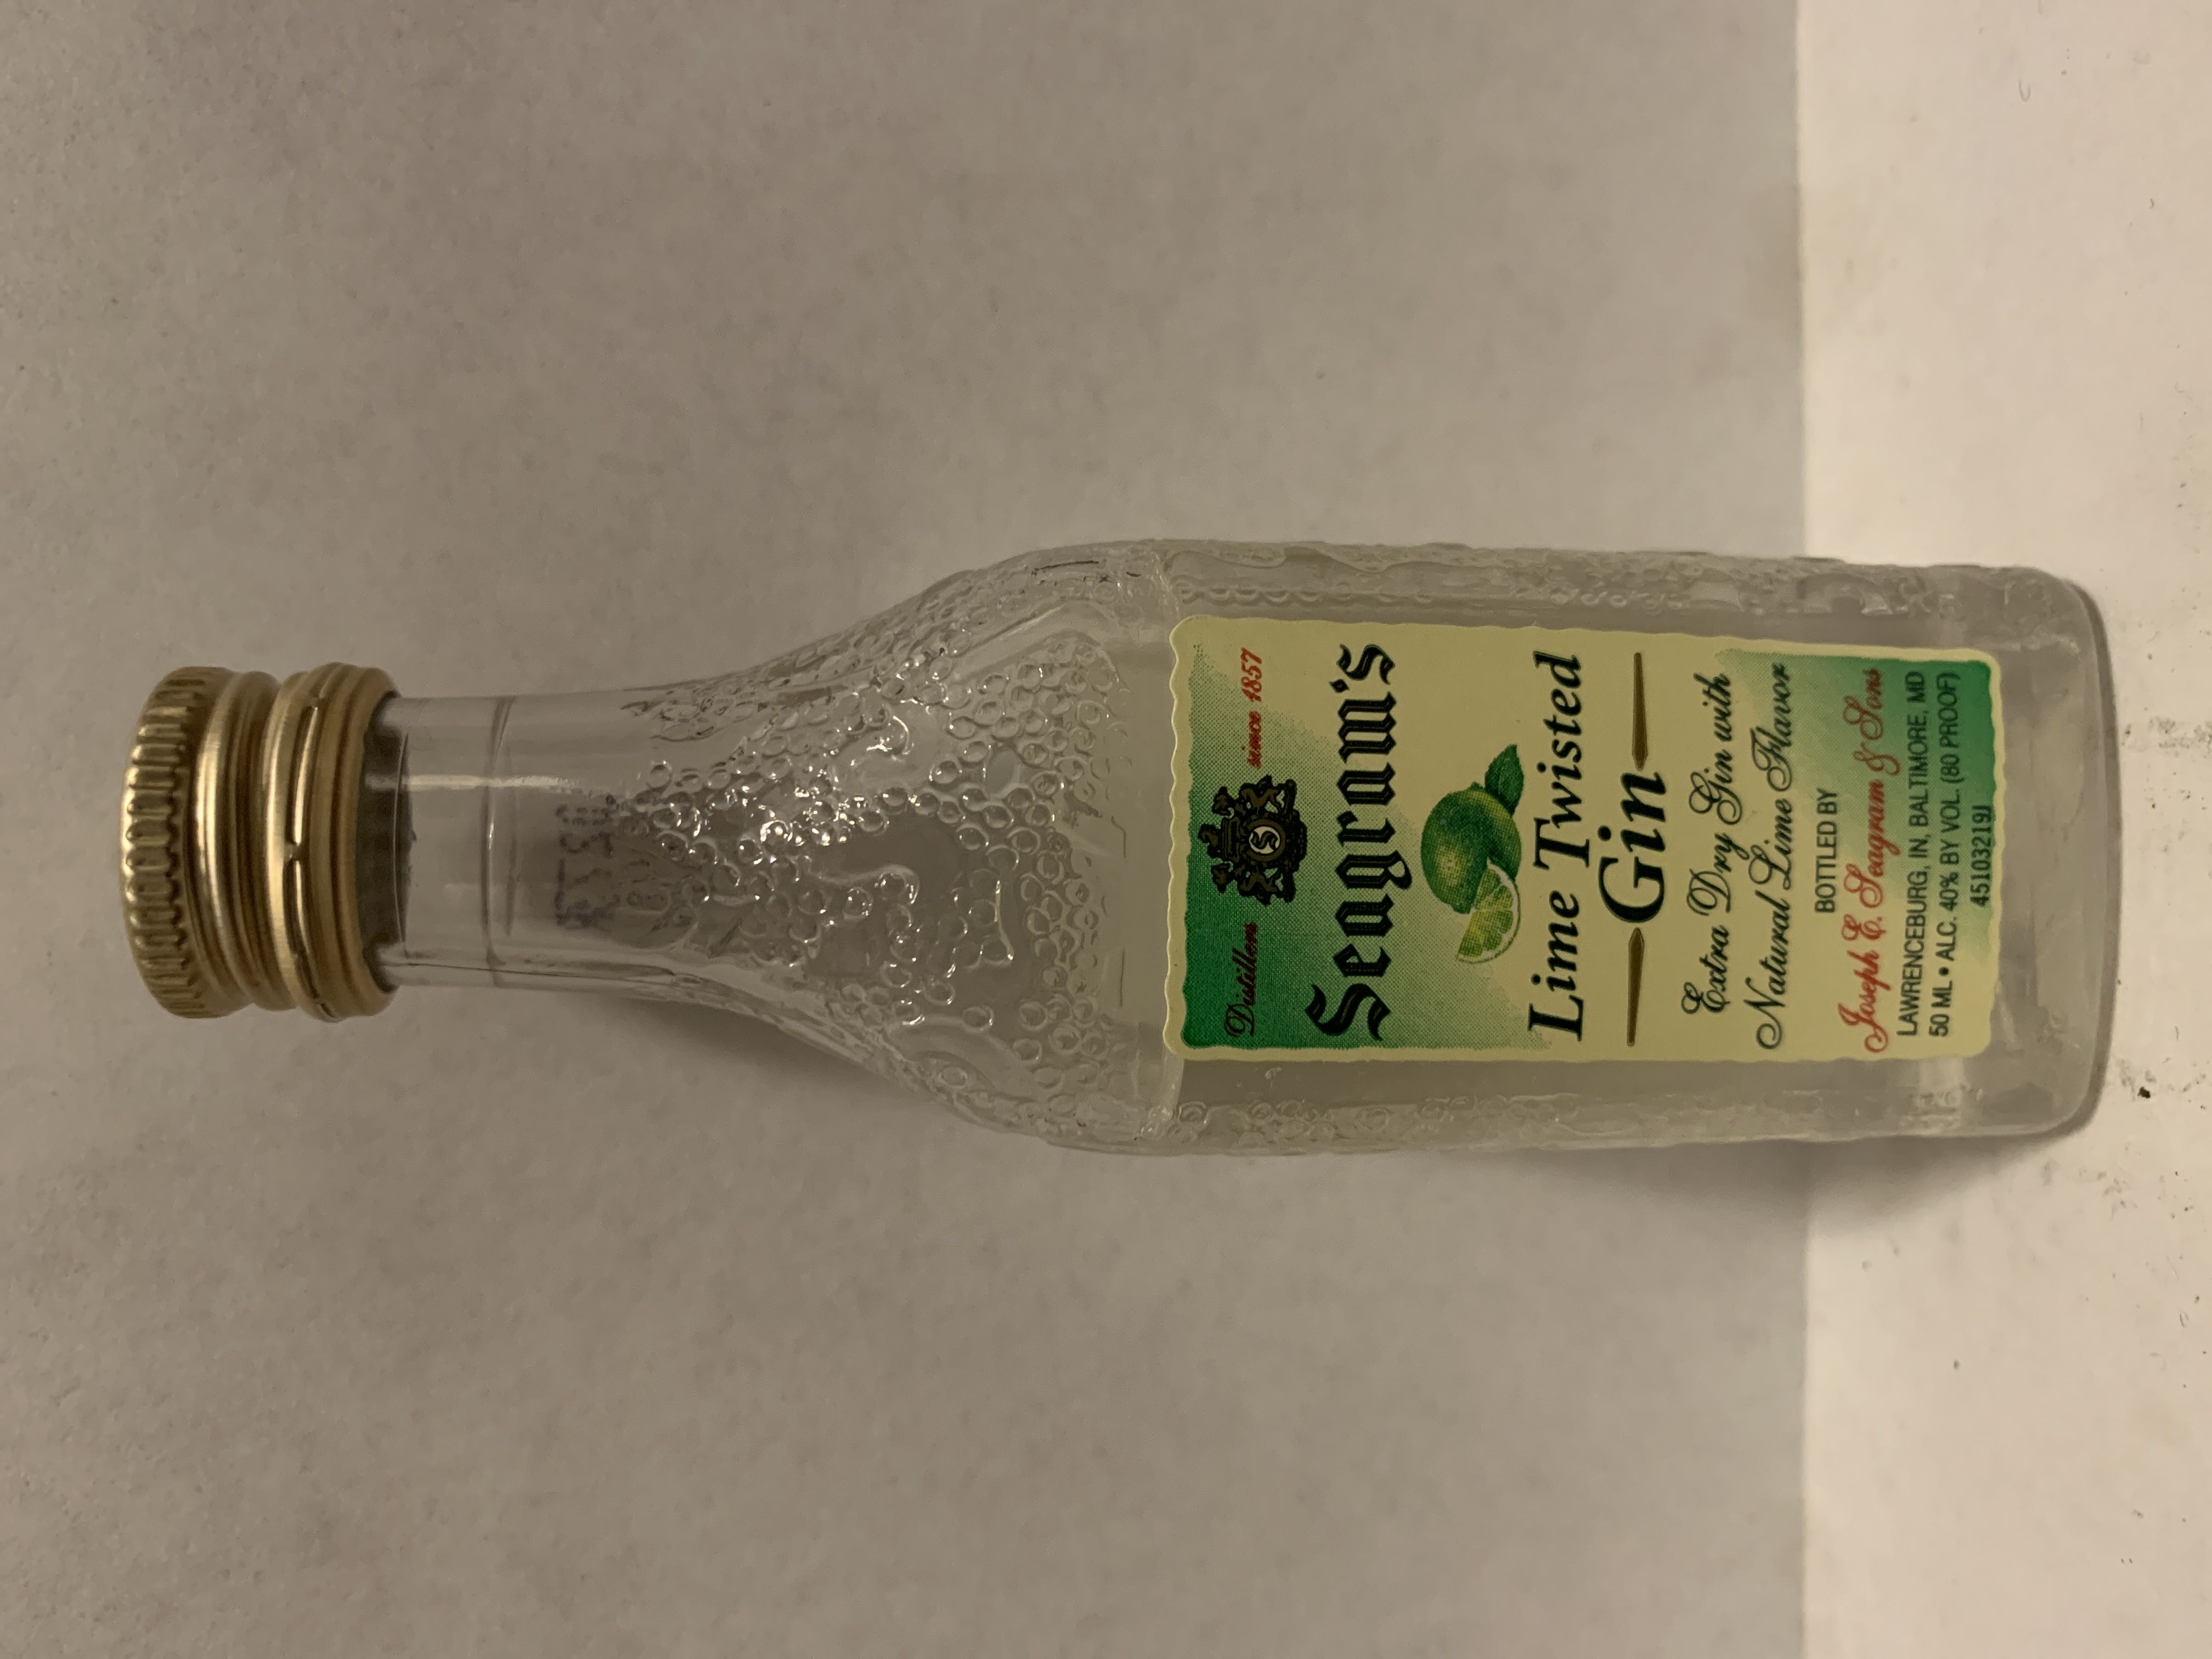 Distillers since 1857
S
Seagram's
Lime Twisted
Gin
Extra Dry Gin with
Natural Lime Flavor
BOTTLED BY
Joseph E. Seagram & Sons
LAWRENCEBURG, IN, BALTIMORE, MD
50 ML • ALC. 40% BY VOL. (80 PROOF)
45103219J